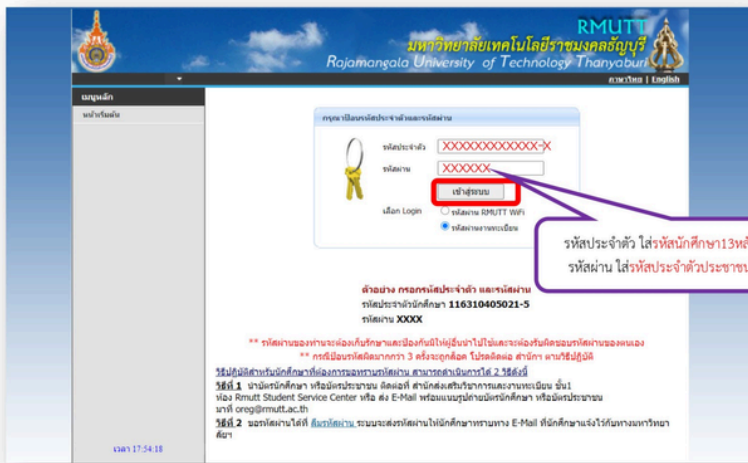 RMUTT
มหาวิทยาลัยเทคโนโลยีราชมงคลธัญบุรี
Rajamangala University of Technology Thanyaburi
ภาษาไทย | English
เมนูหลัก
หน้าเริ่มต้น
กรุณาป้อนรหัสประจำตัวและรหัสผ่าน
รหัสประจำตัว XXXXXXXXXXXX-X
รหัสผ่าน XXXXXX
เข้าสู่ระบบ
เลือก Login รหัสผ่าน RMUTT WiFi
รหัสผ่านงานทะเบียน
รหัสประจำตัว ใส่รหัสนักศึกษา13หลั
รหัสผ่าน ใส่รหัสประจำตัวประชาชน
ตัวอย่าง กรอกรหัสประจำตัว และรหัสผ่าน
รหัสประจำตัวนักศึกษา 116310405021-5
รหัสผ่าน XXXX
** รหัสผ่านของท่านจะต้องเก็บรักษาและป้องกันมิให้ผู้อื่นนำไปใช้และจะต้องรับผิดชอบรหัสผ่านของตนเอง
** กรณีป้อนรหัสผิดมากกว่า 3 ครั้งจะถูกล็อค โปรดติดต่อ สำนักฯ ตามวิธีปฏิบัติ
วิธีปฏิบัติสำหรับนักศึกษาที่ต้องการขอทราบรหัสผ่าน สามารถดำเนินการได้ 2 วิธีดังนี้
วิธีที่ 1 นำบัตรนักศึกษา หรือบัตรประชาชน ติดต่อที่ สำนักส่งเสริมวิชาการและงานทะเบียน ชั้น1
ห้อง Rmutt Student Service Center หรือ ส่ง E-Mail พร้อมแนบรูปถ่ายบัตรนักศึกษา หรือบัตรประชาชน
มาที่ oreg@rmutt.ac.th
วิธีที่ 2 ขอรหัสผ่านได้ที่ ลืมรหัสผ่าน ระบบจะส่งรหัสผ่านให้นักศึกษาทราบทาง E-Mail ที่นักศึกษาแจ้งไว้กับทางมหาวิทยา
ลัยฯ
เวลา 17:54:18